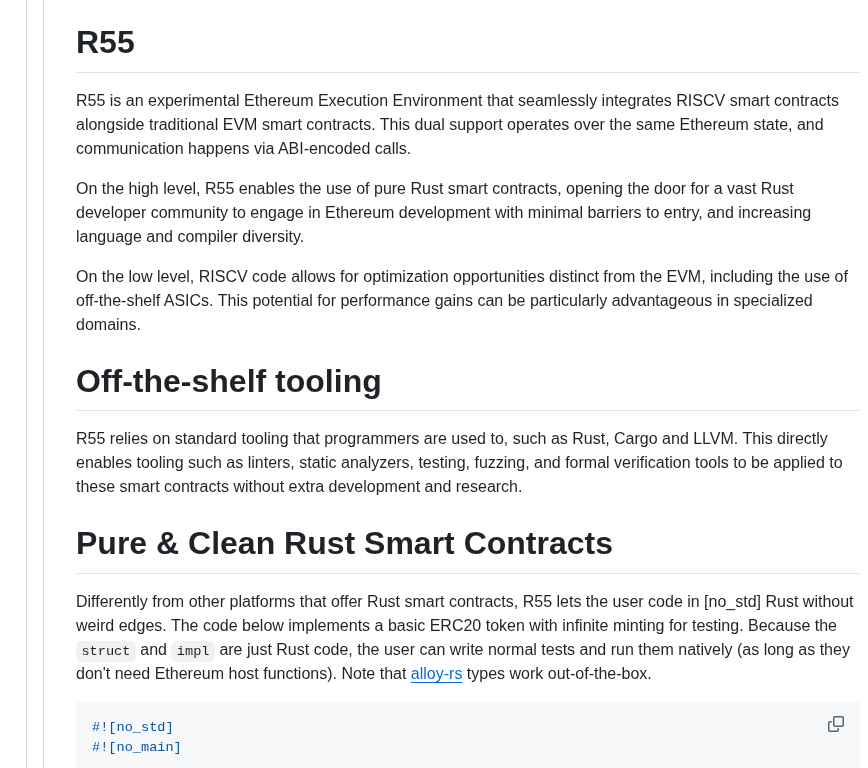 R55
R55 is an experimental Ethereum Execution Environment that seamlessly integrates RISCV smart contracts
alongside traditional EVM smart contracts. This dual support operates over the same Ethereum state, and
communication happens via ABI-encoded calls.
On the high level, R55 enables the use of pure Rust smart contracts, opening the door for a vast Rust
developer community to engage in Ethereum development with minimal barriers to entry, and increasing
language and compiler diversity.
On the low level, RISCV code allows for optimization opportunities distinct from the EVM, including the use of
off-the-shelf ASICs. This potential for performance gains can be particularly advantageous in specialized
domains.
Off-the-shelf tooling
R55 relies on standard tooling that programmers are used to, such as Rust, Cargo and LLVM. This directly
enables tooling such as linters, static analyzers, testing, fuzzing, and formal verification tools to be applied to
these smart contracts without extra development and research.
Pure & Clean Rust Smart Contracts
Differently from other platforms that offer Rust smart contracts, R55 lets the user code in [no_std] Rust without
weird edges. The code below implements a basic ERC20 token with infinite minting for testing. Because the
struct and impl are just Rust code, the user can write normal tests and run them natively (as long as they
don't need Ethereum host functions). Note that alloy-rs types work out-of-the-box.
#![no_std]
#![no_main]